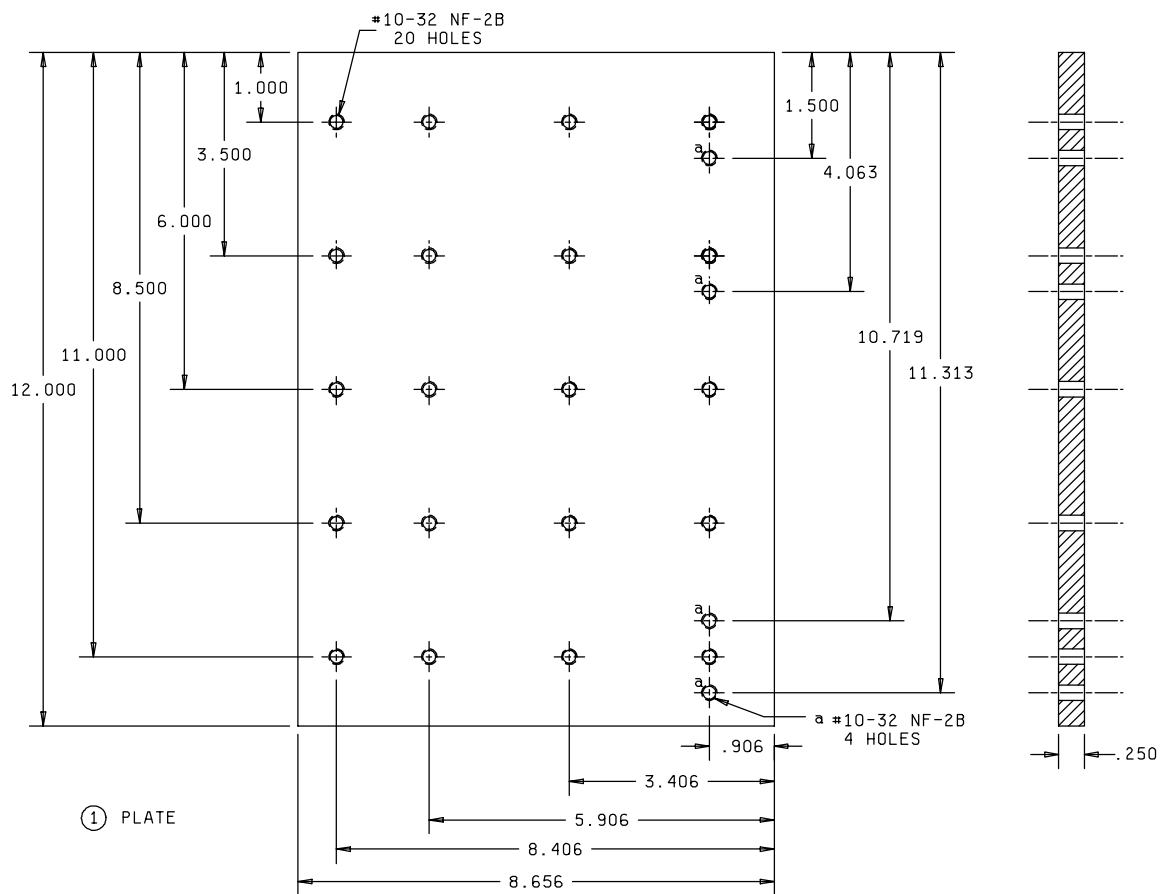 #10-32 NF-2B
20 HOLES
1.000
1.500
3.500
a
4.063
6.000
a
8.500
10.719
11.000
11.313
12.000
a
a
a #10-32 NF-2B
4 HOLES
.906
.250
3.406
1 PLATE
5.906
8.406
8.656